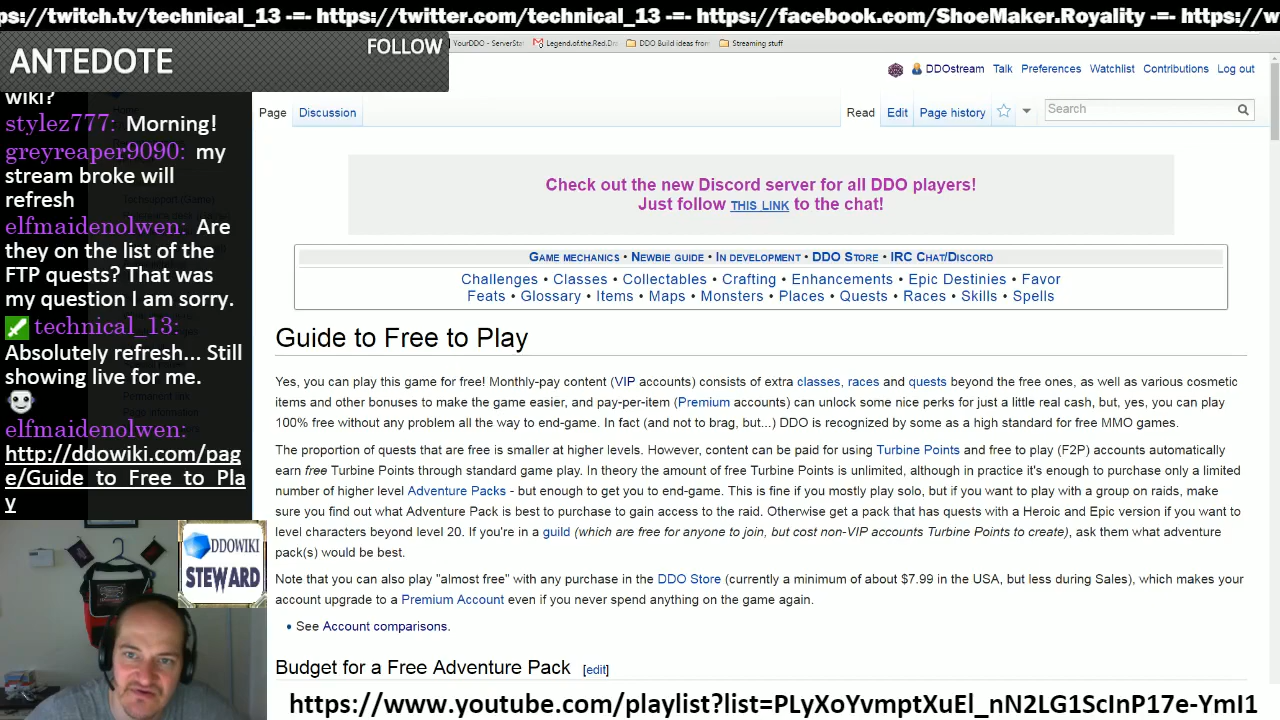 ps://twitch.tv/technical_13 -=- https://twitter.com/technical_13 -=- https://facebook.com/ShoeMaker.Royality -=- https://w
ANTEDOTE
FOLLOW
YourDDO - ServerSta
Legend.of.the.Red.Dr
DDO Build ideas from
Streaming stuff
DDOstream Talk Preferences Watchlist Contributions Log out
Page Discussion
Read Edit Page history
Search
wiki?
stylez777: Morning!
greyreaper9090: my
stream broke will
refresh
elfmaidenolwen: Are
they on the list of the
FTP quests? That was
my question I am sorry.
technical_13:
Absolutely refresh... Still
showing live for me.
elfmaidenolwen:
http://ddowiki.com/pag
e/Guide_to_Free_to_Pla
y
DDOWIKI
STEWARD
Check out the new Discord server for all DDO players!
Just follow THIS LINK to the chat!
Game mechanics • Newbie guide • In development • DDO Store • IRC Chat/Discord
Challenges • Classes • Collectables • Crafting • Enhancements • Epic Destinies • Favor
Feats • Glossary • Items • Maps • Monsters • Places • Quests • Races • Skills • Spells
Guide to Free to Play
Yes, you can play this game for free! Monthly-pay content (VIP accounts) consists of extra classes, races and quests beyond the free ones, as well as various cosmetic
items and other bonuses to make the game easier, and pay-per-item (Premium accounts) can unlock some nice perks for just a little real cash, but, yes, you can play
100% free without any problem all the way to end-game. In fact (and not to brag, but...) DDO is recognized by some as a high standard for free MMO games.
The proportion of quests that are free is smaller at higher levels. However, content can be paid for using Turbine Points and free to play (F2P) accounts automatically
earn free Turbine Points through standard game play. In theory the amount of free Turbine Points is unlimited, although in practice it's enough to purchase only a limited
number of higher level Adventure Packs - but enough to get you to end-game. This is fine if you mostly play solo, but if you want to play with a group on raids, make
sure you find out what Adventure Pack is best to purchase to gain access to the raid. Otherwise get a pack that has quests with a Heroic and Epic version if you want to
level characters beyond level 20. If you're in a guild (which are free for anyone to join, but cost non-VIP accounts Turbine Points to create), ask them what adventure
pack(s) would be best.
Note that you can also play "almost free" with any purchase in the DDO Store (currently a minimum of about $7.99 in the USA, but less during Sales), which makes your
account upgrade to a Premium Account even if you never spend anything on the game again.
• See Account comparisons.
Budget for a Free Adventure Pack [edit]
https://www.youtube.com/playlist?list=PLyXoYvmptXuEl_nN2LG1ScInP17e-YmI1